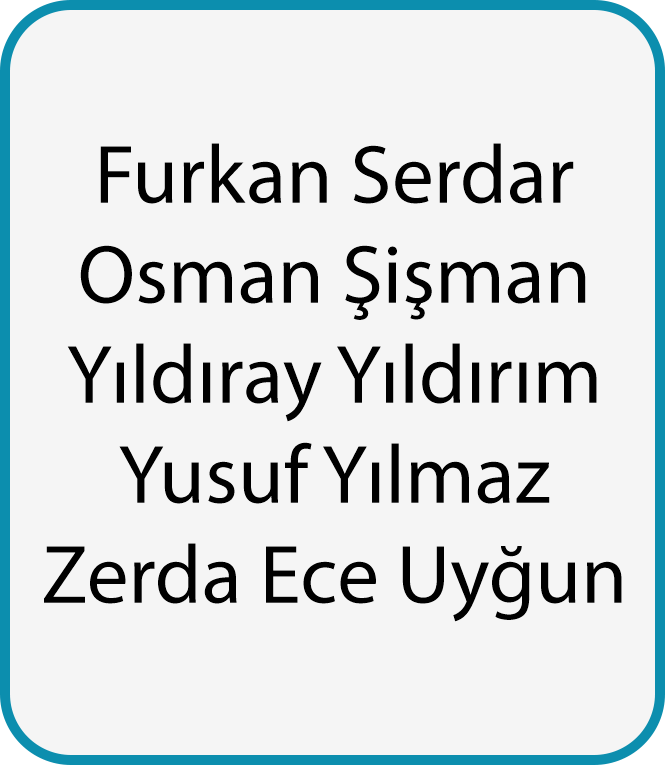 Furkan Serdar
Osman Şişman
Yıldıray Yıldırım
Yusuf Yılmaz
Zerda Ece Uyğun